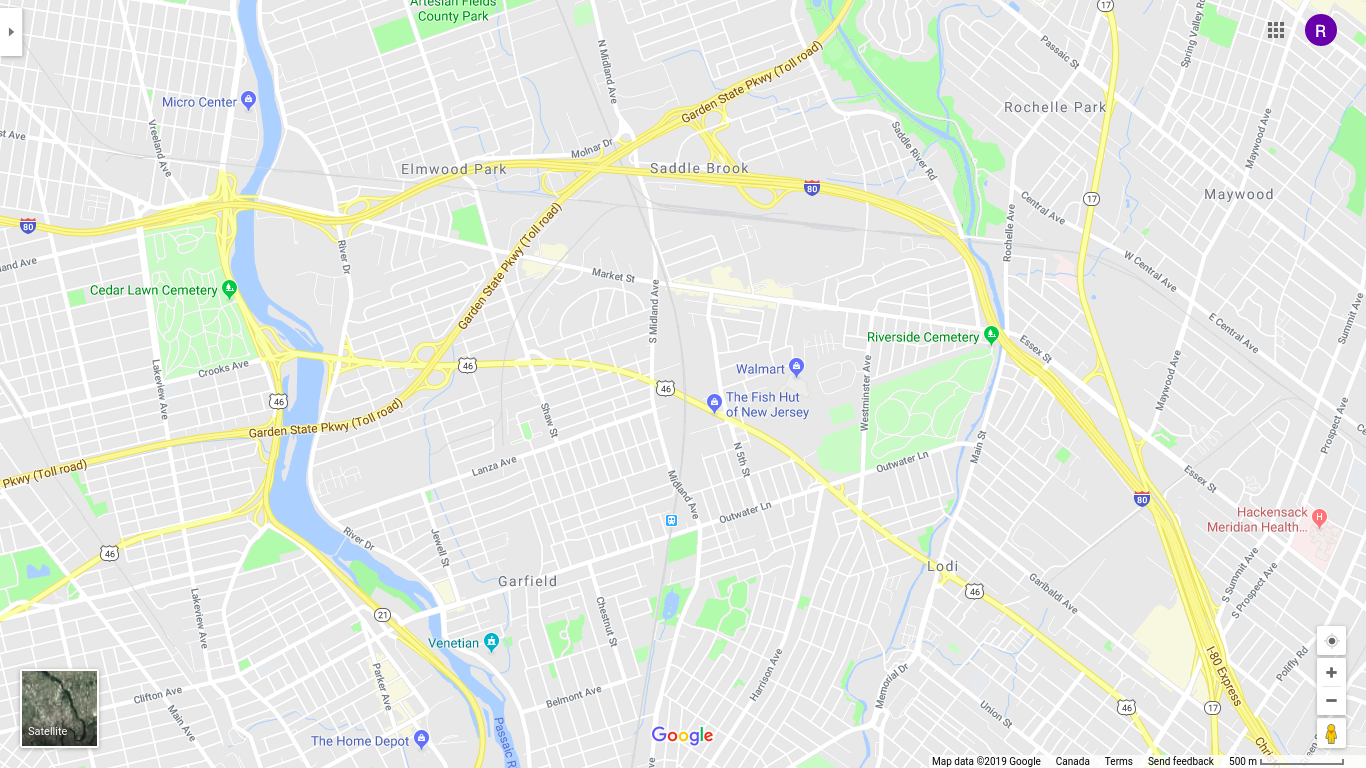 Artesian Fields
County Park
17
R
Passaic St
Spring Valley Rd
N Midland Ave
Garden State Pkwy (Toll road)
Micro Center
Rochelle Park
Vreeland Ave
st Ave
Saddle River Rd
Maywood Ave
Molnar Dr
Elmwood Park
Saddle Brook
80
17
Maywood
Central Ave
80
Rochelle Ave
River Dr
Garden State Pkwy (Toll road)
W Central Ave
land Ave
Market St
Cedar Lawn Cemetery
S Midland Ave
Summit Ave
E Central Ave
Riverside Cemetery
Essex St
Crooks Ave
46
Walmart
Lakeview Ave
46
46
The Fish Hut
of New Jersey
Westminster Ave
Maywood Ave
Prospect Ave
Shaw St
Garden State Pkwy (Toll road)
Main St
N 5th St
Lanza Ave
Outwater Ln
Pkwy (Toll road)
Essex St
Midland Ave
80
Outwater Ln
Hackensack
Meridian Health...
H
River Dr
Jewell St
46
Lodi
S Summit Ave
S Prospect Ave
Garfield
46
Garibaldi Ave
Lakeview Ave
21
Chestnut St
Venetian
Harrison Ave
Memorial Dr
I-80 Express
Polifly Rd
Parker Ave
Clifton Ave
Belmont Ave
Main Ave
Union St
46
17
Satellite
The Home Depot
Passaic R
Google
Map data ©2019 Google Canada Terms Send feedback 500 m